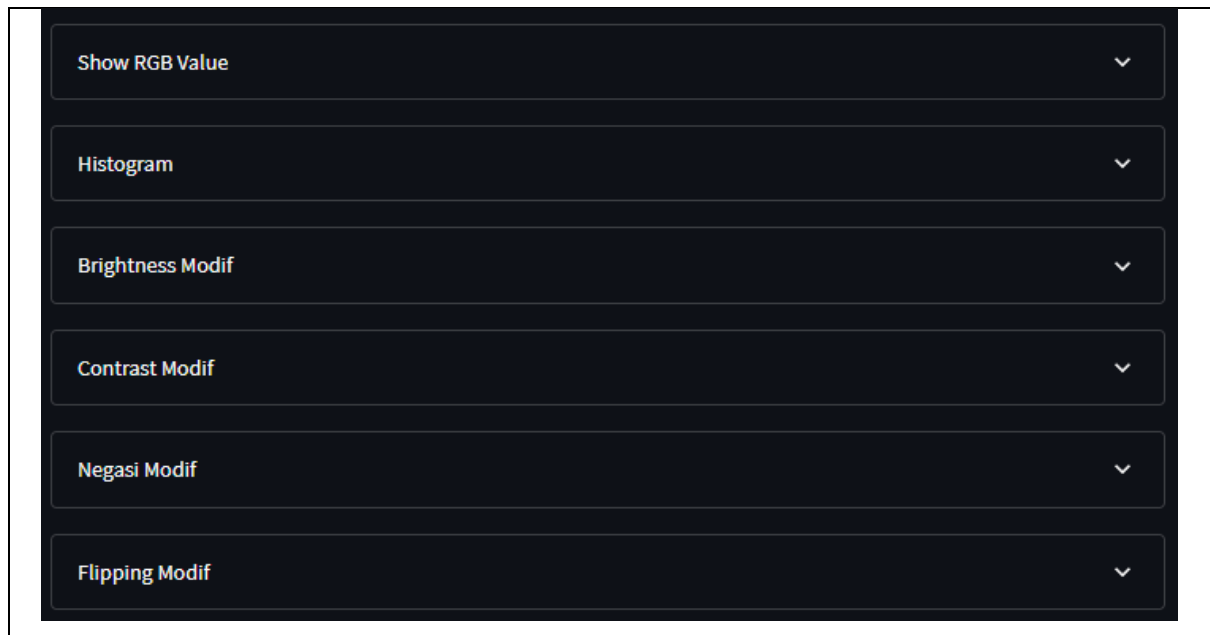 Show RGB Value
Histogram
Brightness Modif
Contrast Modif
Negasi Modif
Flipping Modif